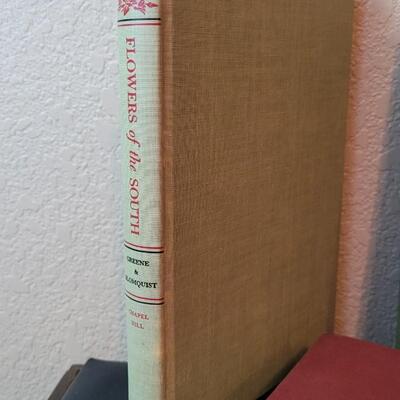 FLOWERS of the SOUTH
GREENE
&
BLOMQUIST
CHAPEL
HILL